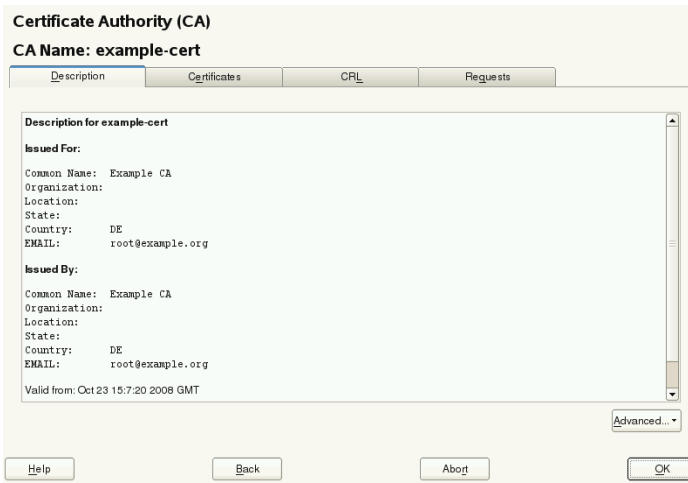 Certificate Authority (CA)
CA Name: example-cert
Description Certificates CRL Requests
Description for example-cert
Issued For:
Common Name: Example CA
Organization:
Location:
State:
Country: DE
EMAIL: root@example.org
Issued By:
Common Name: Example CA
Organization:
Location:
State:
Country: DE
EMAIL: root@example.org
Valid from: Oct 23 15:7:20 2008 GMT
Advanced...
Help Back Abort OK